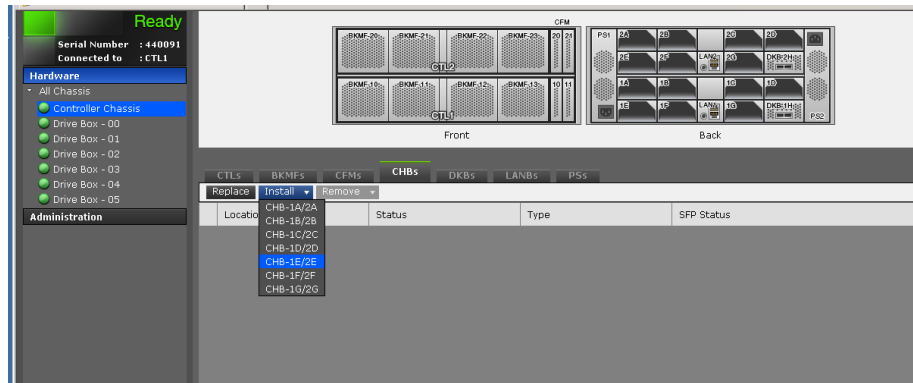 Ready
Serial Number : 440091
Connected to : CTL1
Hardware
All Chassis
Controller Chassis
Drive Box - 00
Drive Box - 01
Drive Box - 02
Drive Box - 03
Drive Box - 04
Drive Box - 05
Administration
CFM
BKMF-20 BKMF-21 BKMF-22 BKMF-23 20 21
CTL2
BKMF-10 BKMF-11 BKMF-12 BKMF-13 10 11
CTL1
Front
PS1 2A 2B 2C 2D
2E 2F LAN2 2G DKB-2H
1A 1B 1C 1D
1E 1F LAN1 1G DKB-1H PS2
Back
CTLs BKMFs CFMs CHBs DKBs LANBs PSs
Replace Install Remove
Locatio Status Type SFP Status
CHB-1A/2A
CHB-1B/2B
CHB-1C/2C
CHB-1D/2D
CHB-1E/2E
CHB-1F/2F
CHB-1G/2G